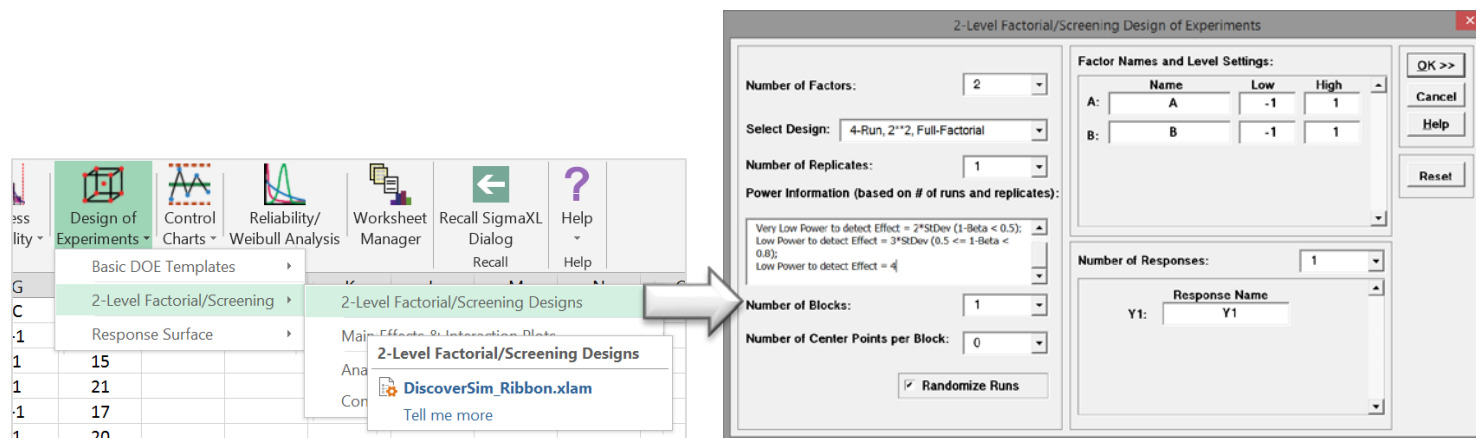 ess
lity
Design of
Experiments
Control
Charts
Reliability/
Weibull Analysis
Worksheet
Manager
Recall SigmaXL
Dialog
Recall
Help
Help
Basic DOE Templates
2-Level Factorial/Screening
Response Surface
2-Level Factorial/Screening Designs
Main Effects & Interaction Plots
Ana
Con
2-Level Factorial/Screening Designs
DiscoverSim_Ribbon.xlam
Tell me more
G
C
-1
1 15
1 21
-1 17
1 20
2-Level Factorial/Screening Design of Experiments
Number of Factors: 2
Select Design: 4-Run, 2**2, Full-Factorial
Number of Replicates: 1
Power Information (based on # of runs and replicates):
Very Low Power to detect Effect = 2*StDev (1-Beta < 0.5);
Low Power to detect Effect = 3*StDev (0.5 <= 1-Beta <
0.8);
Low Power to detect Effect = 4
Number of Blocks: 1
Number of Center Points per Block: 0
Randomize Runs
Factor Names and Level Settings:
Name Low High
A: A -1 1
B: B -1 1
Number of Responses: 1
Response Name
Y1: Y1
OK >>
Cancel
Help
Reset